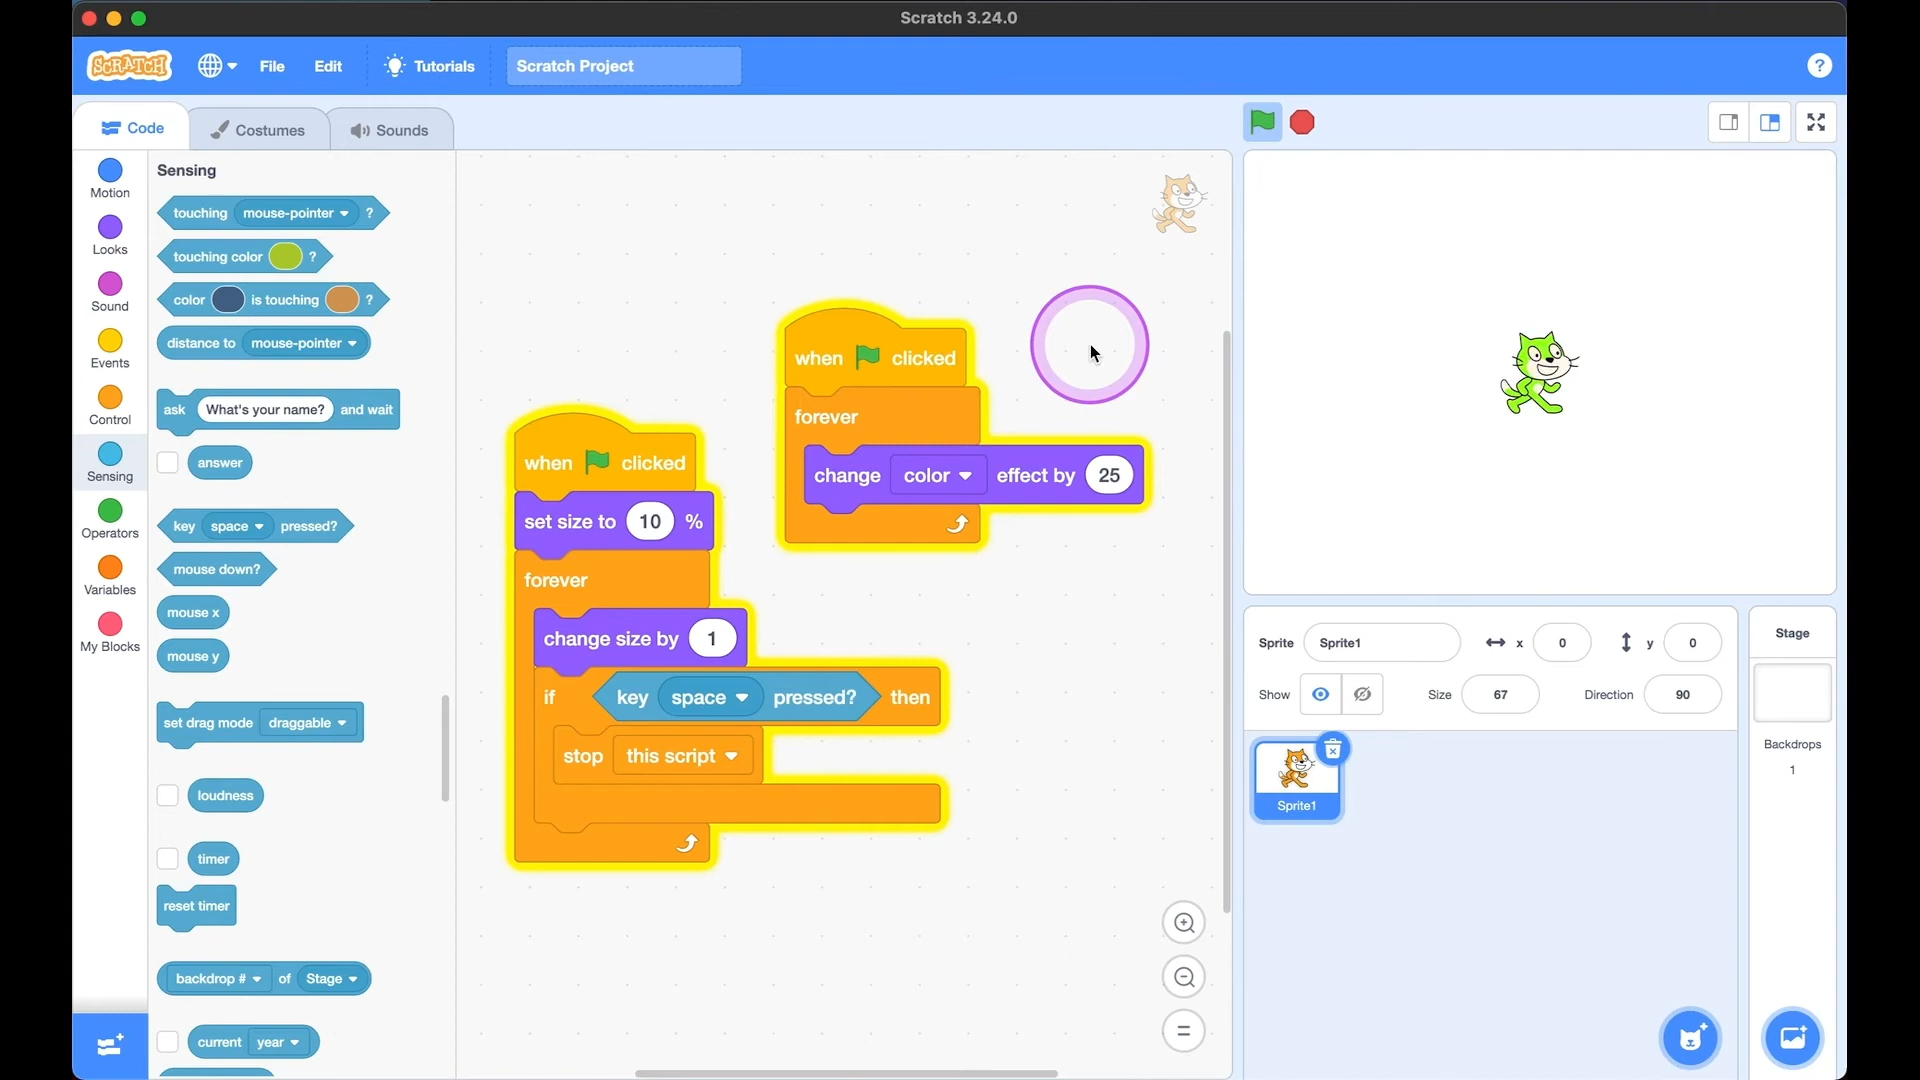 Scratch 3.24.0
SCRATCH File Edit Tutorials Scratch Project ?
Code Costumes Sounds
Motion
Looks
Sound
Events
Control
Sensing
Operators
Variables
My Blocks
Sensing
touching mouse-pointer ?
touching color ?
color is touching ?
distance to mouse-pointer
ask What's your name? and wait
answer
key space pressed?
mouse down?
mouse x
mouse y
set drag mode draggable
loudness
timer
reset timer
backdrop # of Stage
current year
when clicked
set size to 10 %
forever
change size by 1
if key space pressed? then
stop this script
when clicked
forever
change color effect by 25
Sprite Sprite1 x 0 y 0
Show Size 67 Direction 90
Sprite1
Stage
Backdrops
1